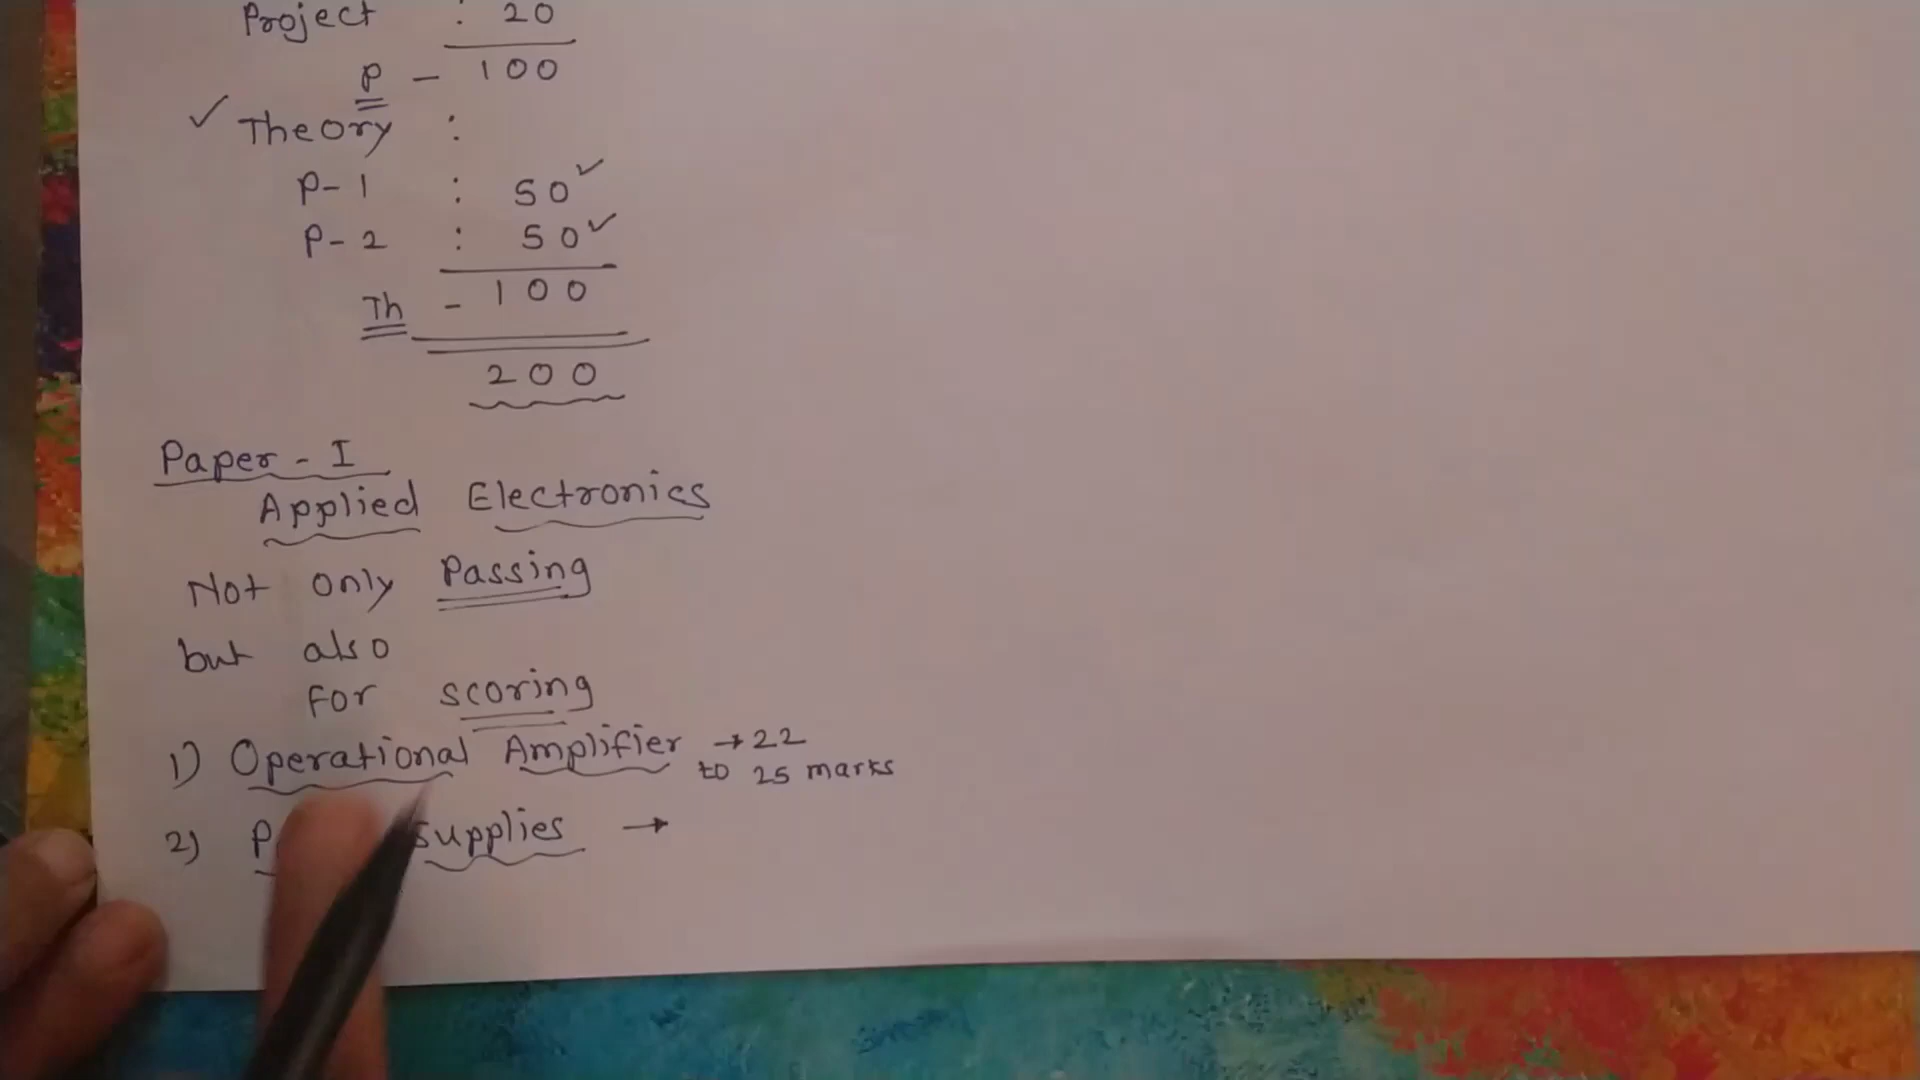 Project : 20
P - 100
✓ Theory :
P-1 : 50 ✓
P-2 : 50 ✓
Th - 100
200
Paper - I
Applied Electronics
Not only Passing
but also
For scoring
1) Operational Amplifier → 22
to 25 marks
2) supplies →